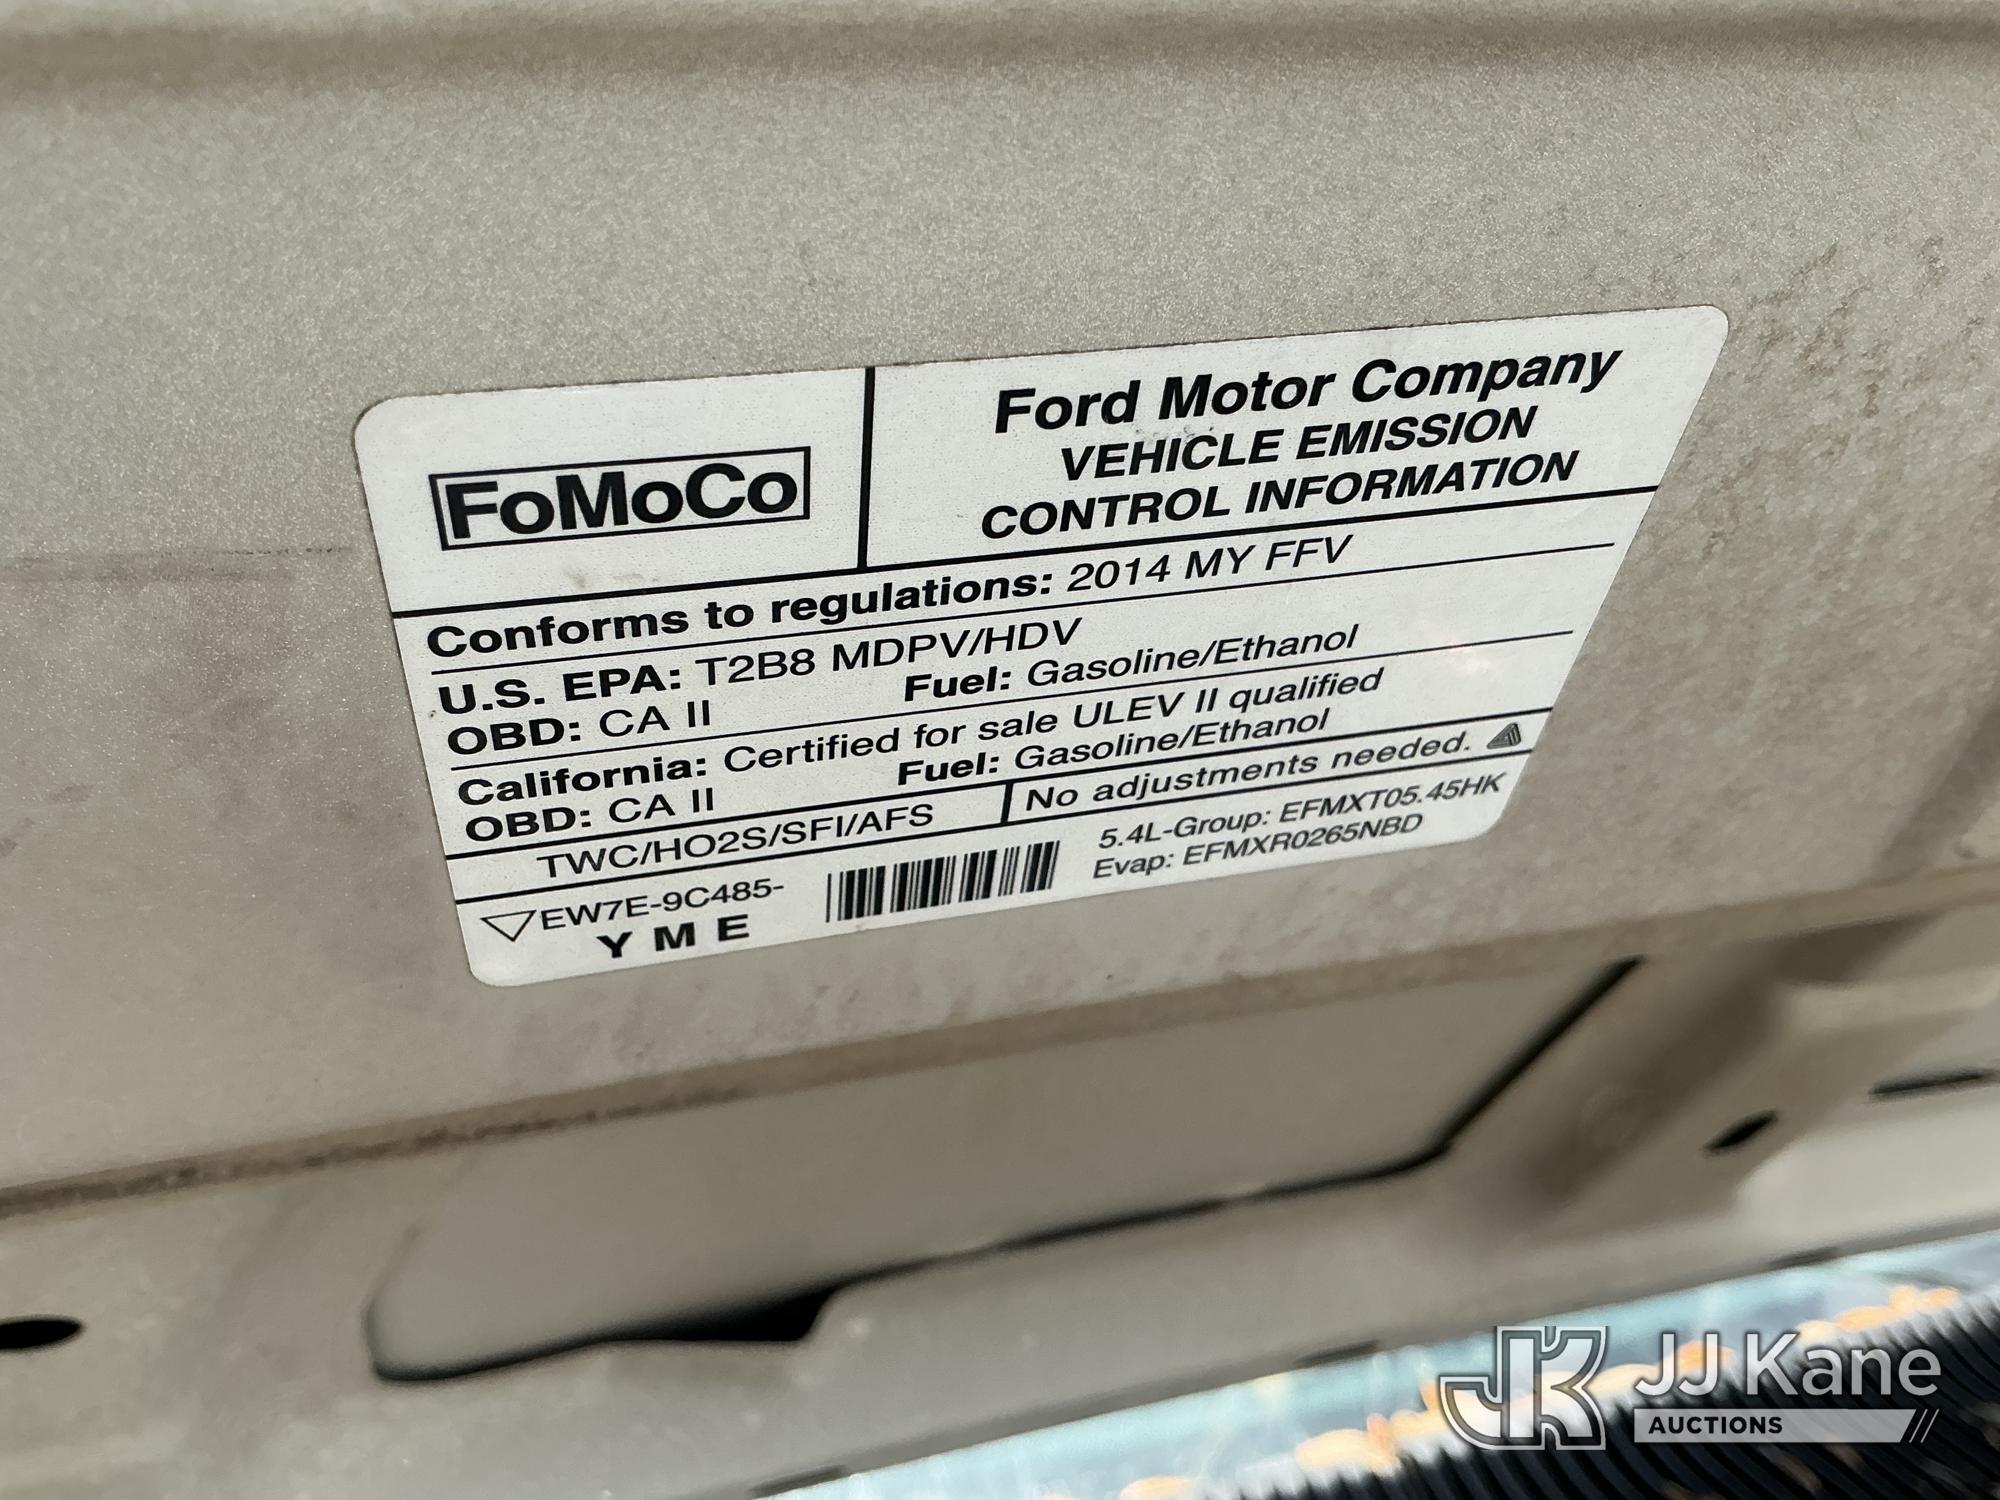 FoMoCo
Ford Motor Company
VEHICLE EMISSION
CONTROL INFORMATION
Conforms to regulations: 2014 MY FFV
U.S. EPA: T2B8 MDPV/HDV
OBD: CA II Fuel: Gasoline/Ethanol
California: Certified for sale ULEV II qualified
OBD: CA II Fuel: Gasoline/Ethanol
TWC/HO2S/SFI/AFS No adjustments needed.
EW7E-9C485-
YME
5.4L-Group: EFMXT05.45HK
Evap: EFMXR0265NBD
JK JJ Kane
AUCTIONS